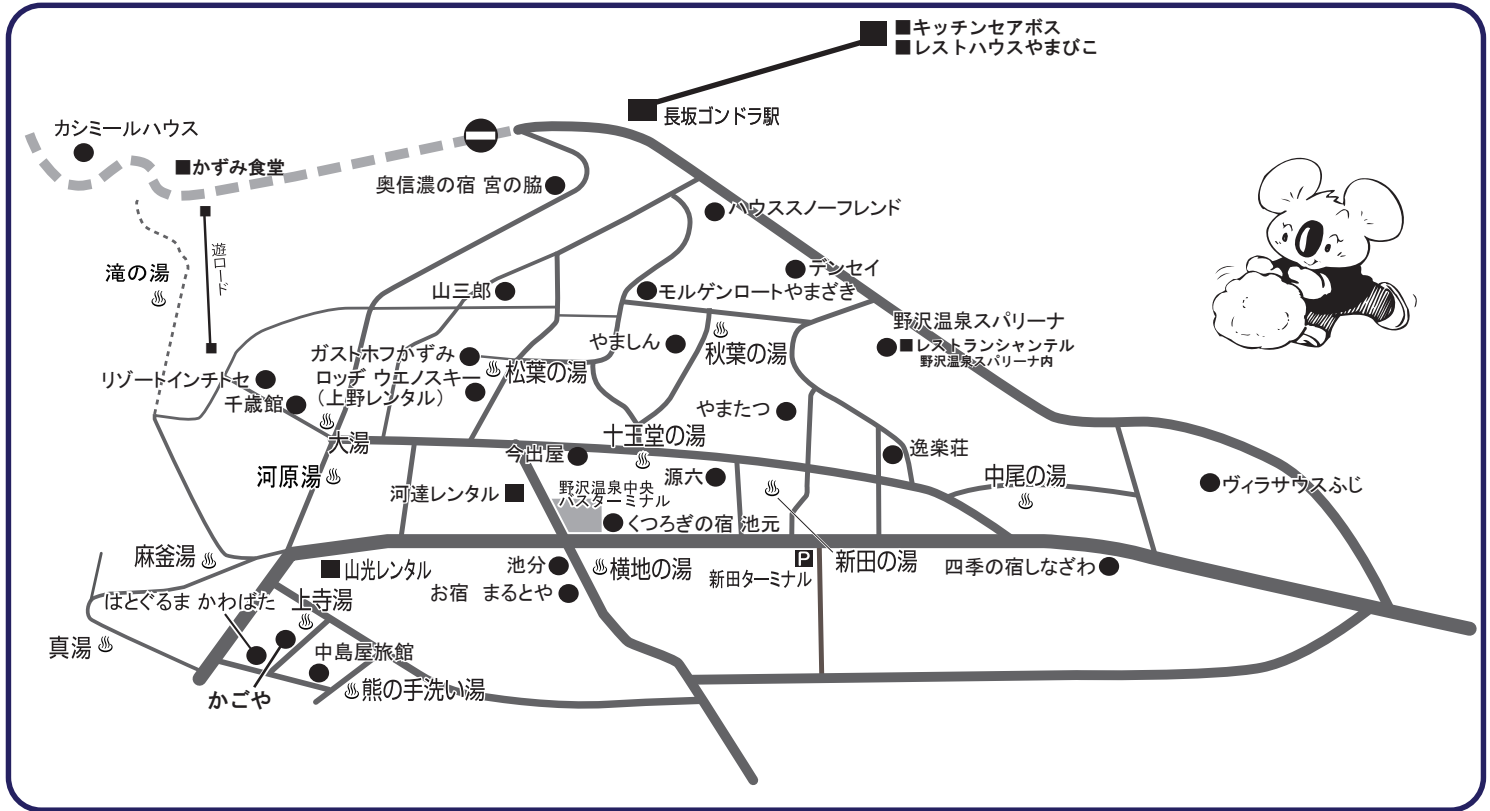 ■キッチンセアボス
■レストハウスやまびこ
長坂ゴンドラ駅
カシミールハウス
■かずみ食堂
奥信濃の宿 宮の脇
ハウススノーフレンド
遊ロード
滝の湯
デンセイ
山三郎
モルゲンロートやまざき
野沢温泉スパリーナ
■レストランシャンテル
野沢温泉スパリーナ内
やましん
秋葉の湯
ガストホフかずみ
松葉の湯
ロッヂ ウエノスキー
(上野レンタル)
リゾートインチトセ
千歳館
やまたつ
大湯
十王堂の湯
今出屋
逸楽荘
河原湯
源六
中尾の湯
ヴィラサウスふじ
河達レンタル
野沢温泉中央
バスターミナル
くつろぎの宿 池元
麻釜湯
山光レンタル
池分
横地の湯
P
新田ターミナル
新田の湯
四季の宿しなざわ
お宿 まるとや
はとぐるま かわばた
上寺湯
真湯
中島屋旅館
かごや
熊の手洗い湯